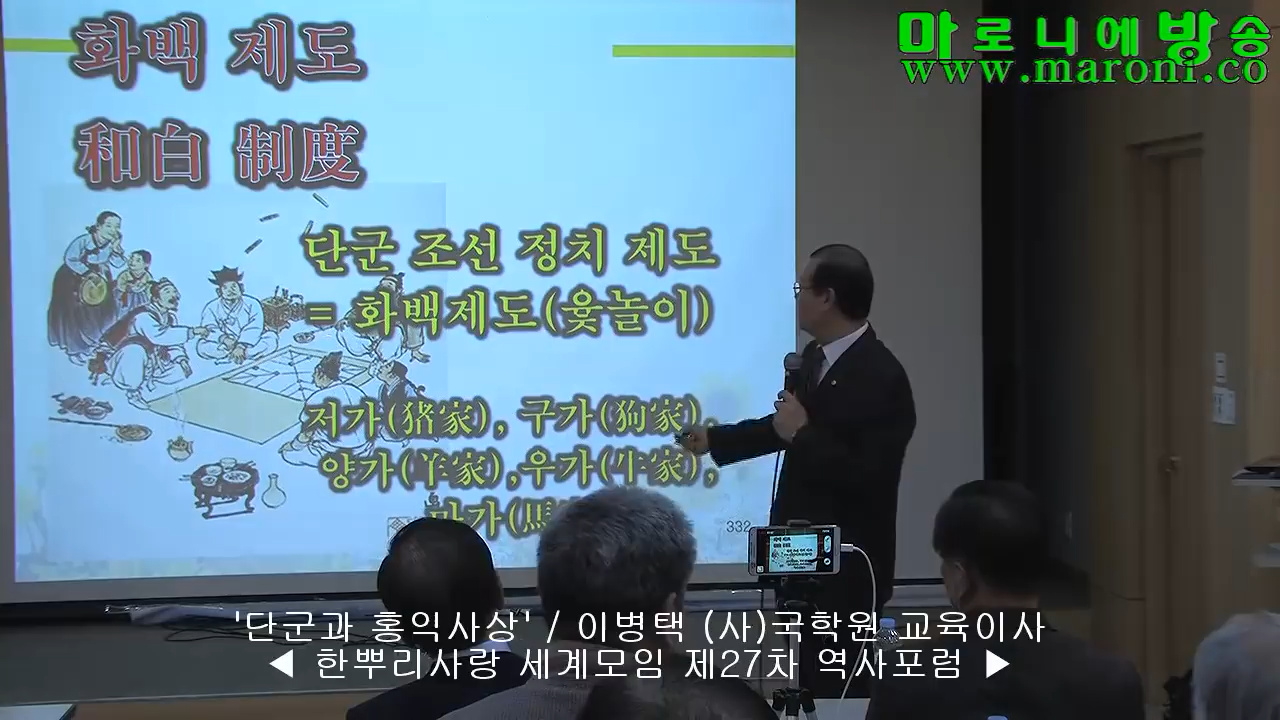 마로니에방송
www.maroni.co
화백 제도
和白 制度
단군 조선 정치 제도
= 화백제도(윷놀이)
저가(猪家), 구가(狗家),
양가(羊家),우가(牛家),
마가(馬
332
'단군과 홍익사상' / 이병택 (사)국학원 교육이사
◀ 한뿌리사랑 세계모임 제27차 역사포럼 ▶